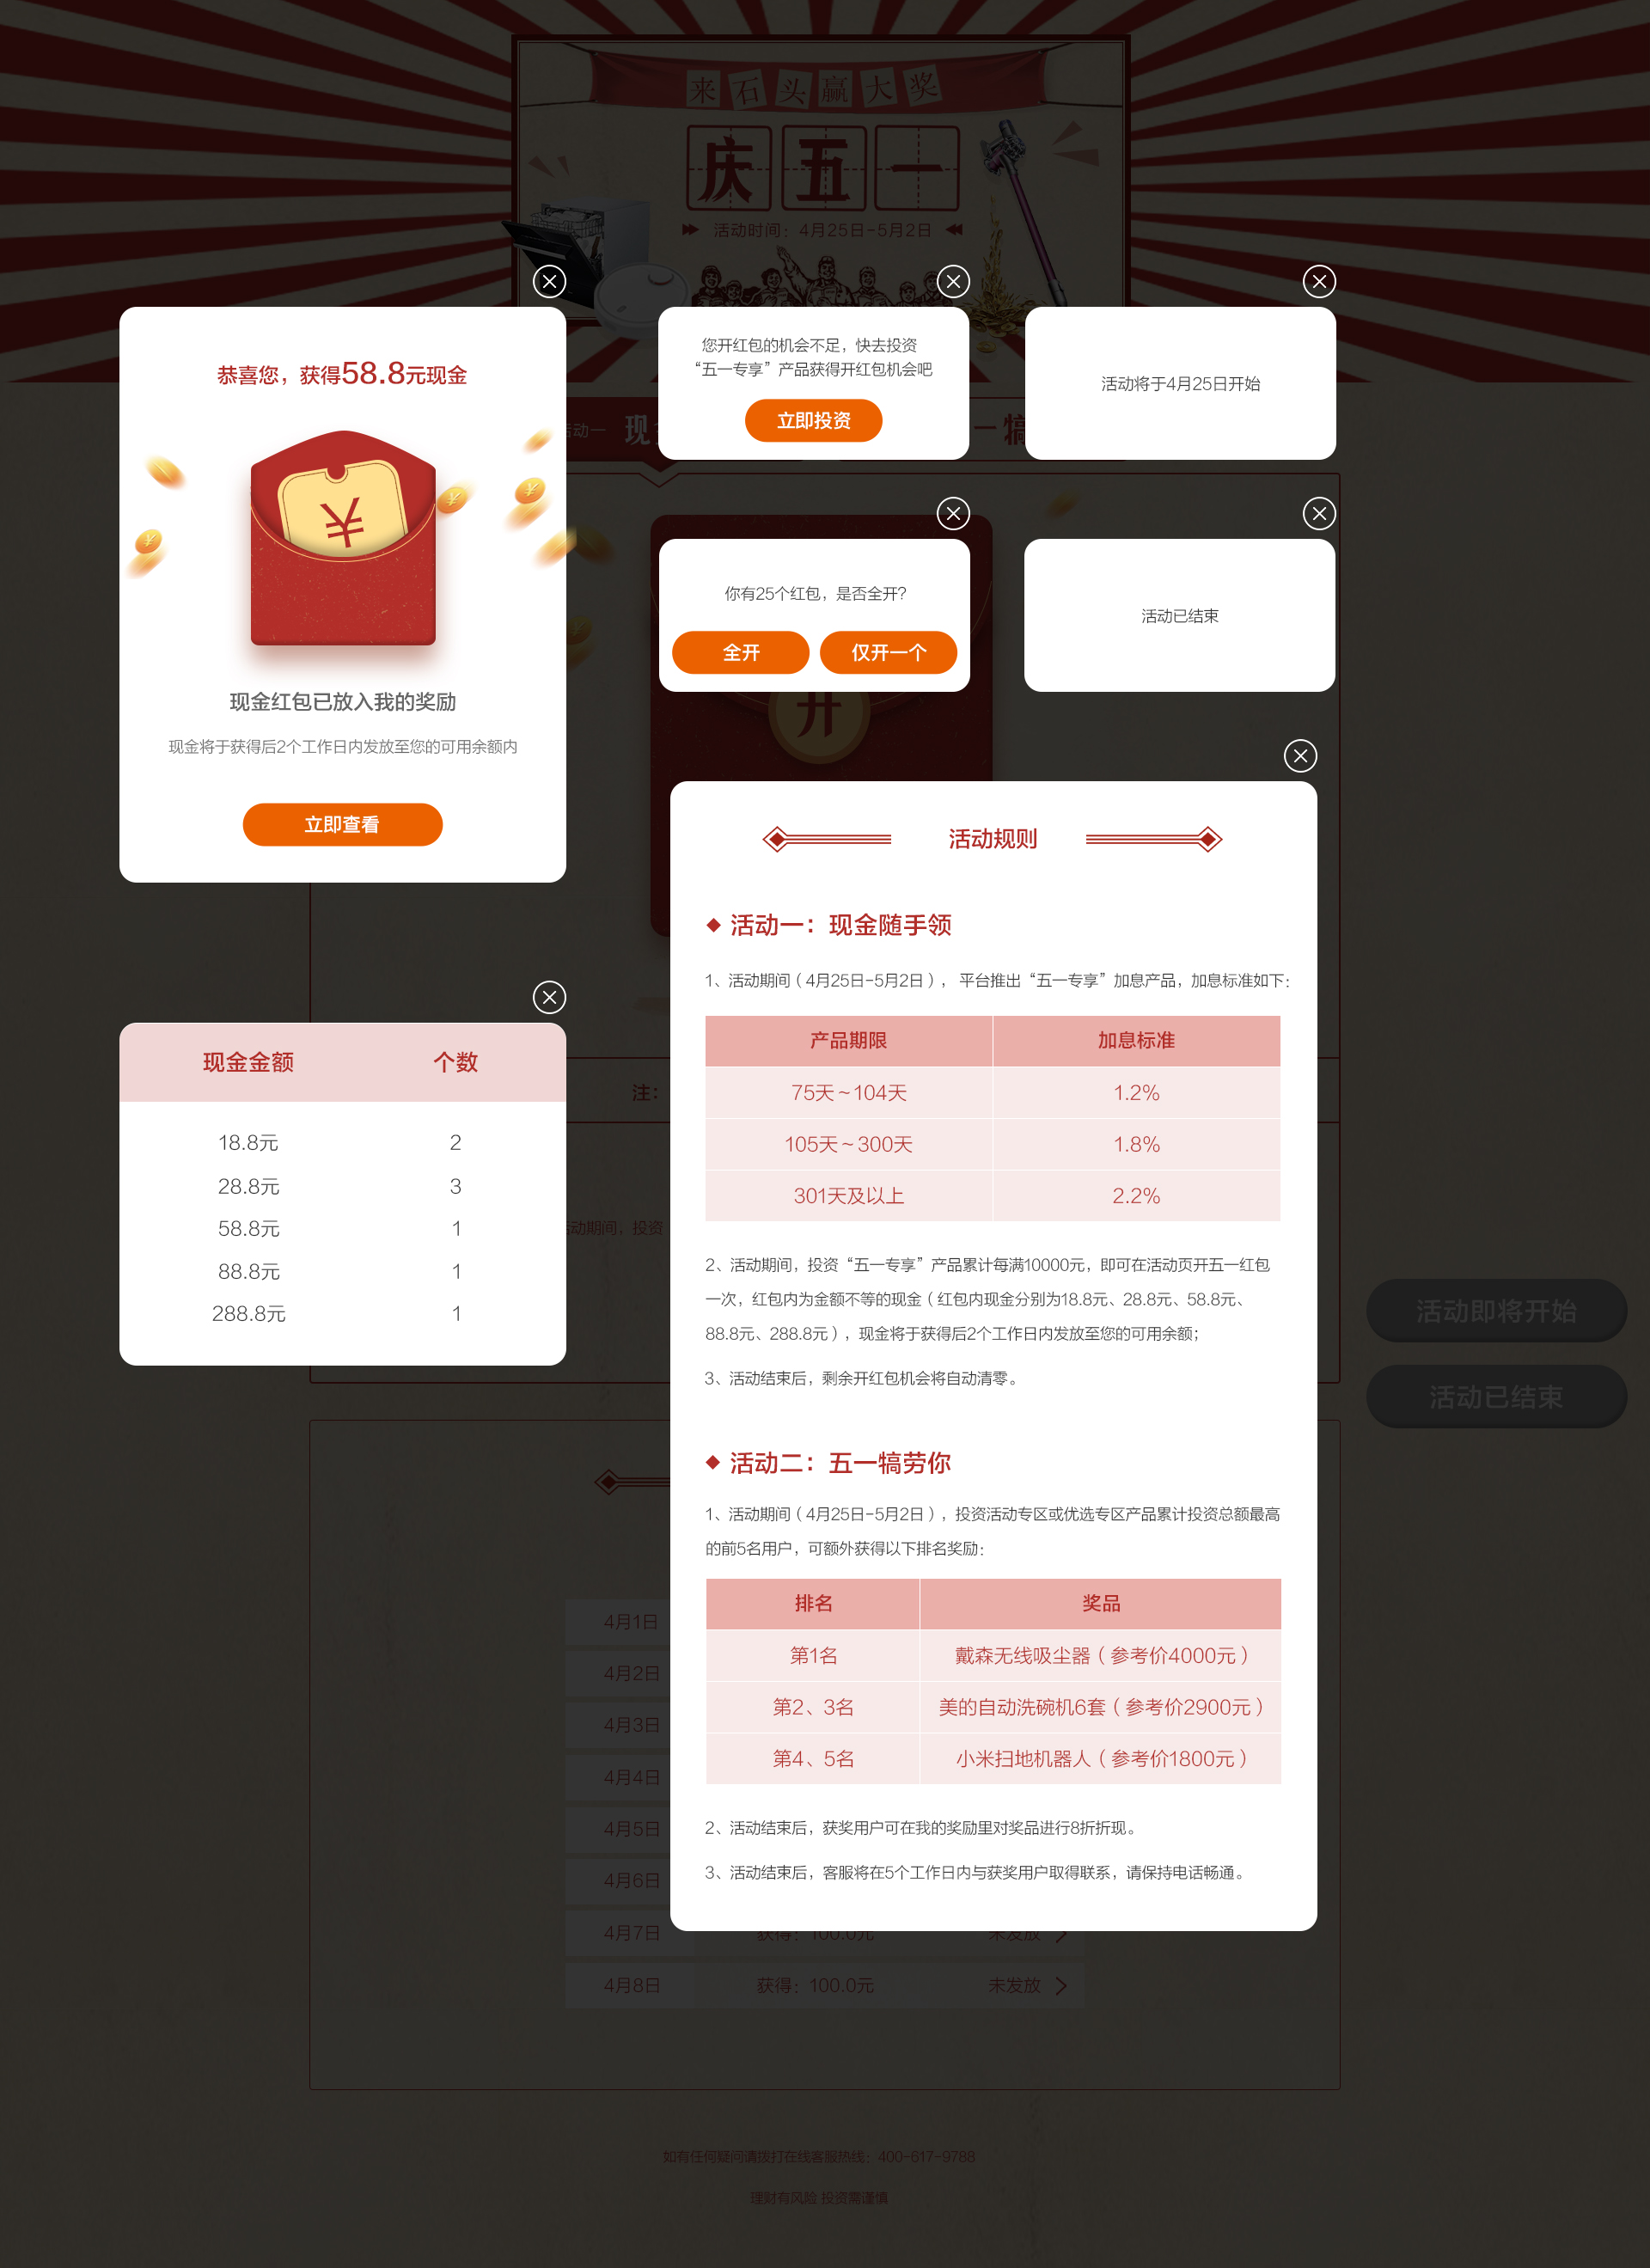 来石头赢大奖
庆五一
活动时间：4月25日-5月2日
恭喜您，获得58.8元现金
现金红包已放入我的奖励
现金将于获得后2个工作日内发放至您的可用余额内
立即查看
您开红包的机会不足，快去投资
“五一专享”产品获得开红包机会吧
立即投资
活动将于4月25日开始
活动一
现
一犒
你有25个红包，是否全开？
全开
仅开一个
活动已结束
开
现金金额 个数
18.8元 2
28.8元 3
58.8元 1
88.8元 1
288.8元 1
注：
动期间，投资
活动规则
活动一：现金随手领
1、活动期间（4月25日-5月2日），平台推出“五一专享”加息产品，加息标准如下：
产品期限 加息标准
75天～104天 1.2%
105天～300天 1.8%
301天及以上 2.2%
2、活动期间，投资“五一专享”产品累计每满10000元，即可在活动页开五一红包
一次，红包内为金额不等的现金（红包内现金分别为18.8元、28.8元、58.8元、
88.8元、288.8元），现金将于获得后2个工作日内发放至您的可用余额；
3、活动结束后，剩余开红包机会将自动清零。
活动二：五一犒劳你
1、活动期间（4月25日-5月2日），投资活动专区或优选专区产品累计投资总额最高
的前5名用户，可额外获得以下排名奖励：
排名 奖品
第1名 戴森无线吸尘器（参考价4000元）
第2、3名 美的自动洗碗机6套（参考价2900元）
第4、5名 小米扫地机器人（参考价1800元）
2、活动结束后，获奖用户可在我的奖励里对奖品进行8折折现。
3、活动结束后，客服将在5个工作日内与获奖用户取得联系，请保持电话畅通。
活动即将开始
活动已结束
4月1日
4月2日
4月3日
4月4日
4月5日
4月6日
4月7日 获得：100.0元 未发放
4月8日 获得：100.0元 未发放
如有任何疑问请拨打在线客服热线：400-617-9788
理财有风险 投资需谨慎